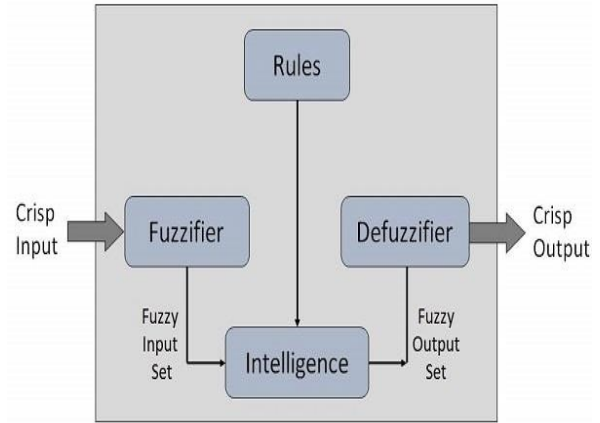 Rules
Crisp
Input
Fuzzifier
Defuzzifier
Crisp
Output
Fuzzy
Input
Set
Intelligence
Fuzzy
Output
Set